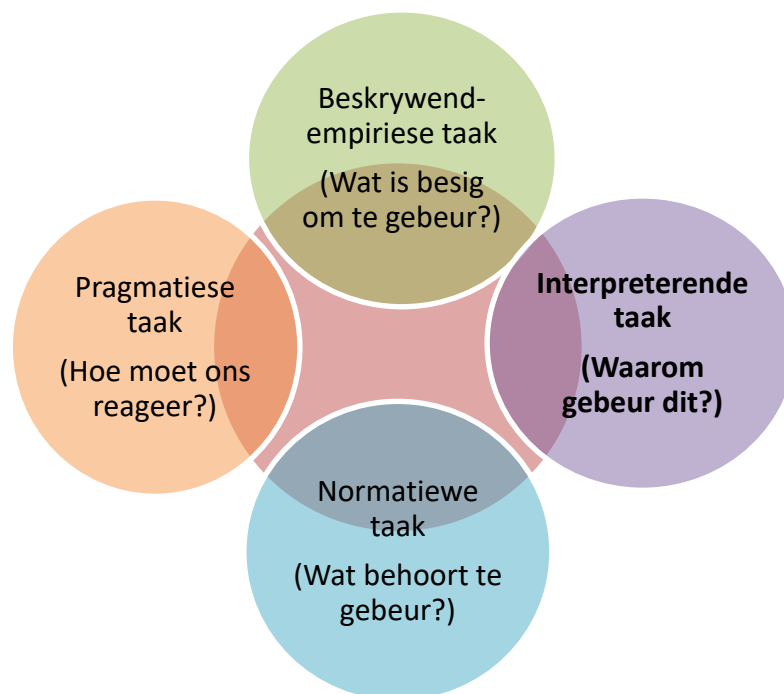 Beskrywend-
empiriese taak
(Wat is besig
om te gebeur?)
Pragmatiese
taak
(Hoe moet ons
reageer?)
Interpreterende
taak
(Waarom
gebeur dit?)
Normatiewe
taak
(Wat behoort te
gebeur?)